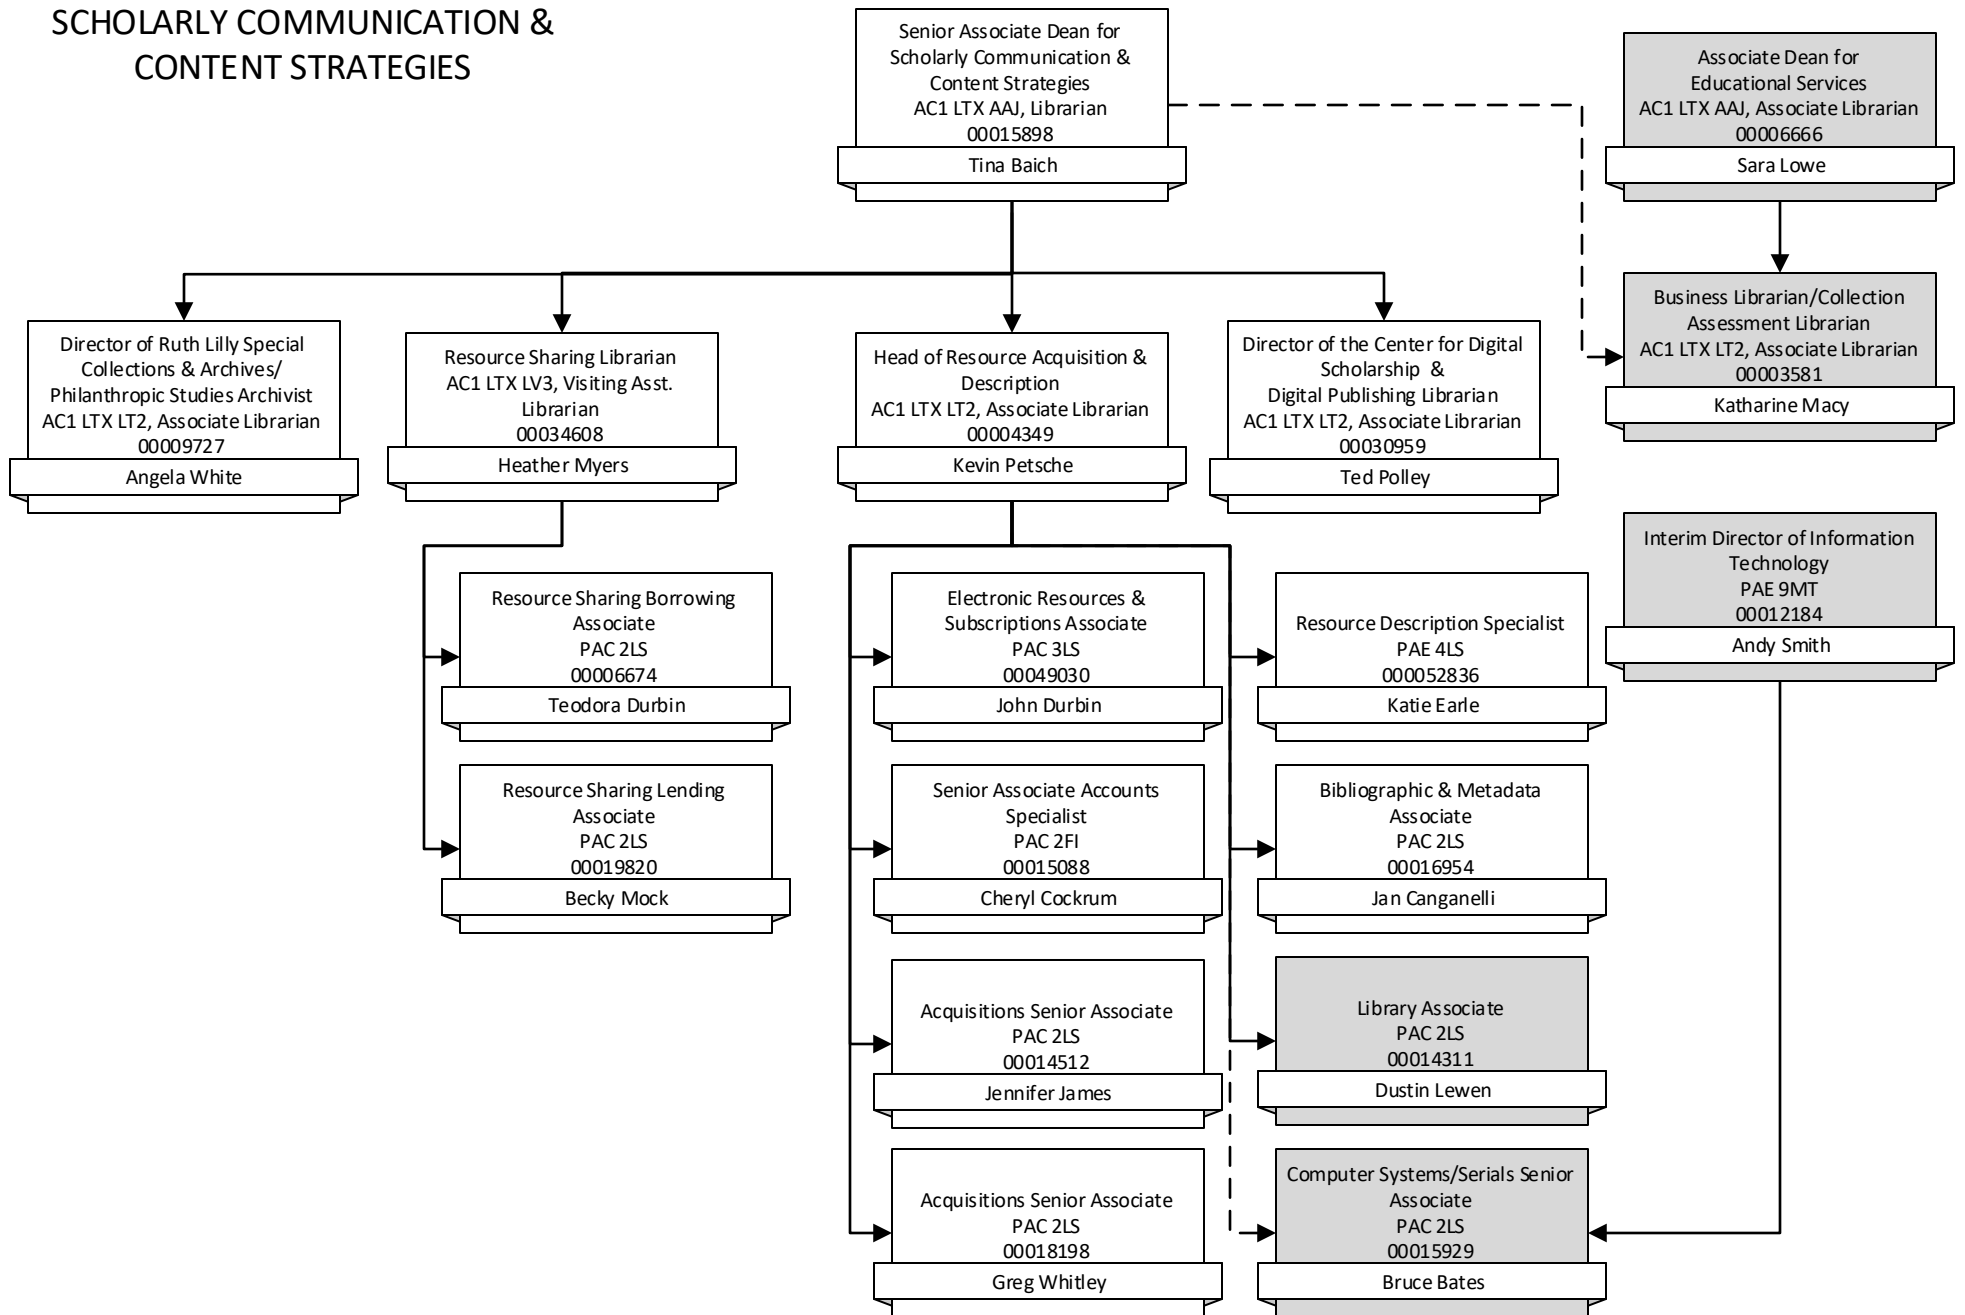 SCHOLARLY COMMUNICATION &
CONTENT STRATEGIES
Senior Associate Dean for
Scholarly Communication &
Content Strategies
AC1 LTX AAJ, Librarian
00015898
Tina Baich
Associate Dean for
Educational Services
AC1 LTX AAJ, Associate Librarian
00006666
Sara Lowe
Director of Ruth Lilly Special
Collections & Archives/
Philanthropic Studies Archivist
AC1 LTX LT2, Associate Librarian
00009727
Angela White
Resource Sharing Librarian
AC1 LTX LV3, Visiting Asst.
Librarian
00034608
Heather Myers
Head of Resource Acquisition &
Description
AC1 LTX LT2, Associate Librarian
00004349
Kevin Petsche
Director of the Center for Digital
Scholarship &
Digital Publishing Librarian
AC1 LTX LT2, Associate Librarian
00030959
Ted Polley
Business Librarian/Collection
Assessment Librarian
AC1 LTX LT2, Associate Librarian
00003581
Katharine Macy
Interim Director of Information
Technology
PAE 9MT
00012184
Andy Smith
Resource Sharing Borrowing
Associate
PAC 2LS
00006674
Teodora Durbin
Electronic Resources &
Subscriptions Associate
PAC 3LS
00049030
John Durbin
Resource Description Specialist
PAE 4LS
000052836
Katie Earle
Resource Sharing Lending
Associate
PAC 2LS
00019820
Becky Mock
Senior Associate Accounts
Specialist
PAC 2FI
00015088
Cheryl Cockrum
Bibliographic & Metadata
Associate
PAC 2LS
00016954
Jan Canganelli
Acquisitions Senior Associate
PAC 2LS
00014512
Jennifer James
Library Associate
PAC 2LS
00014311
Dustin Lewen
Acquisitions Senior Associate
PAC 2LS
00018198
Greg Whitley
Computer Systems/Serials Senior
Associate
PAC 2LS
00015929
Bruce Bates